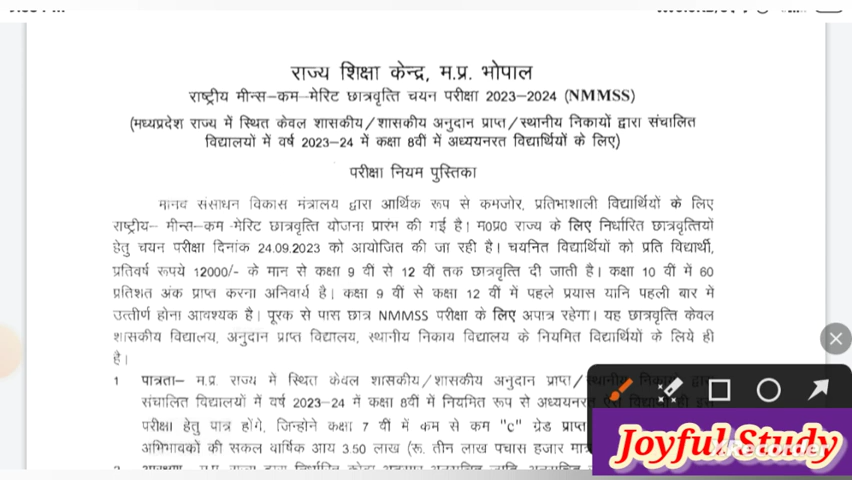 राज्य शिक्षा केन्द्र, म.प्र. भोपाल
राष्ट्रीय मीन्स–कम–मेरिट छात्रवृत्ति चयन परीक्षा 2023-2024 (NMMSS)
(मध्यप्रदेश राज्य में स्थित केवल शासकीय/शासकीय अनुदान प्राप्त/स्थानीय निकायों द्वारा संचालित
विद्यालयों में वर्ष 2023-24 में कक्षा 8वीं में अध्ययनरत विद्यार्थियों के लिए)
परीक्षा नियम पुस्तिका
मानव संसाधन विकास मंत्रालय द्वारा आर्थिक रूप से कमजोर, प्रतिभाशाली विद्यार्थियों के लिए
राष्ट्रीय– मीन्स–कम -मेरिट छात्रवृत्ति योजना प्रारंभ की गई है। म०प्र० राज्य के लिए निर्धारित छात्रवृत्तियों
हेतु चयन परीक्षा दिनांक 24.09.2023 को आयोजित की जा रही है। चयनित विद्यार्थियों को प्रति विद्यार्थी,
प्रतिवर्ष रूपये 12000/- के मान से कक्षा 9 वीं से 12 वीं तक छात्रवृत्ति दी जाती है। कक्षा 10 वीं में 60
प्रतिशत अंक प्राप्त करना अनिवार्य है। कक्षा 9 वीं से कक्षा 12 वीं में पहले प्रयास यानि पहली बार में
उत्तीर्ण होना आवश्यक है। पूरक से पास छात्र NMMSS परीक्षा के लिए अपात्र रहेगा। यह छात्रवृत्ति केवल
शासकीय विद्यालय, अनुदान प्राप्त विद्यालय, स्थानीय निकाय विद्यालय के नियमित विद्यार्थियों के लिये ही
है।
1 पात्रता– म.प्र. राज्य में स्थित केवल शासकीय/शासकीय अनुदान प्राप्त/स्थानीय निकायों द्वारा
संचालित विद्यालयों में वर्ष 2023-24 में कक्षा 8वीं में नियमित रूप से अध्ययनरत
परीक्षा हेतु पात्र होंगे, जिन्होने कक्षा 7 वीं में कम से कम "c" ग्रेड प्राप्त
अभिभावकों की सकल वार्षिक आय 3.50 लाख (रू. तीन लाख पचास हजार मात्र
Joyful Study